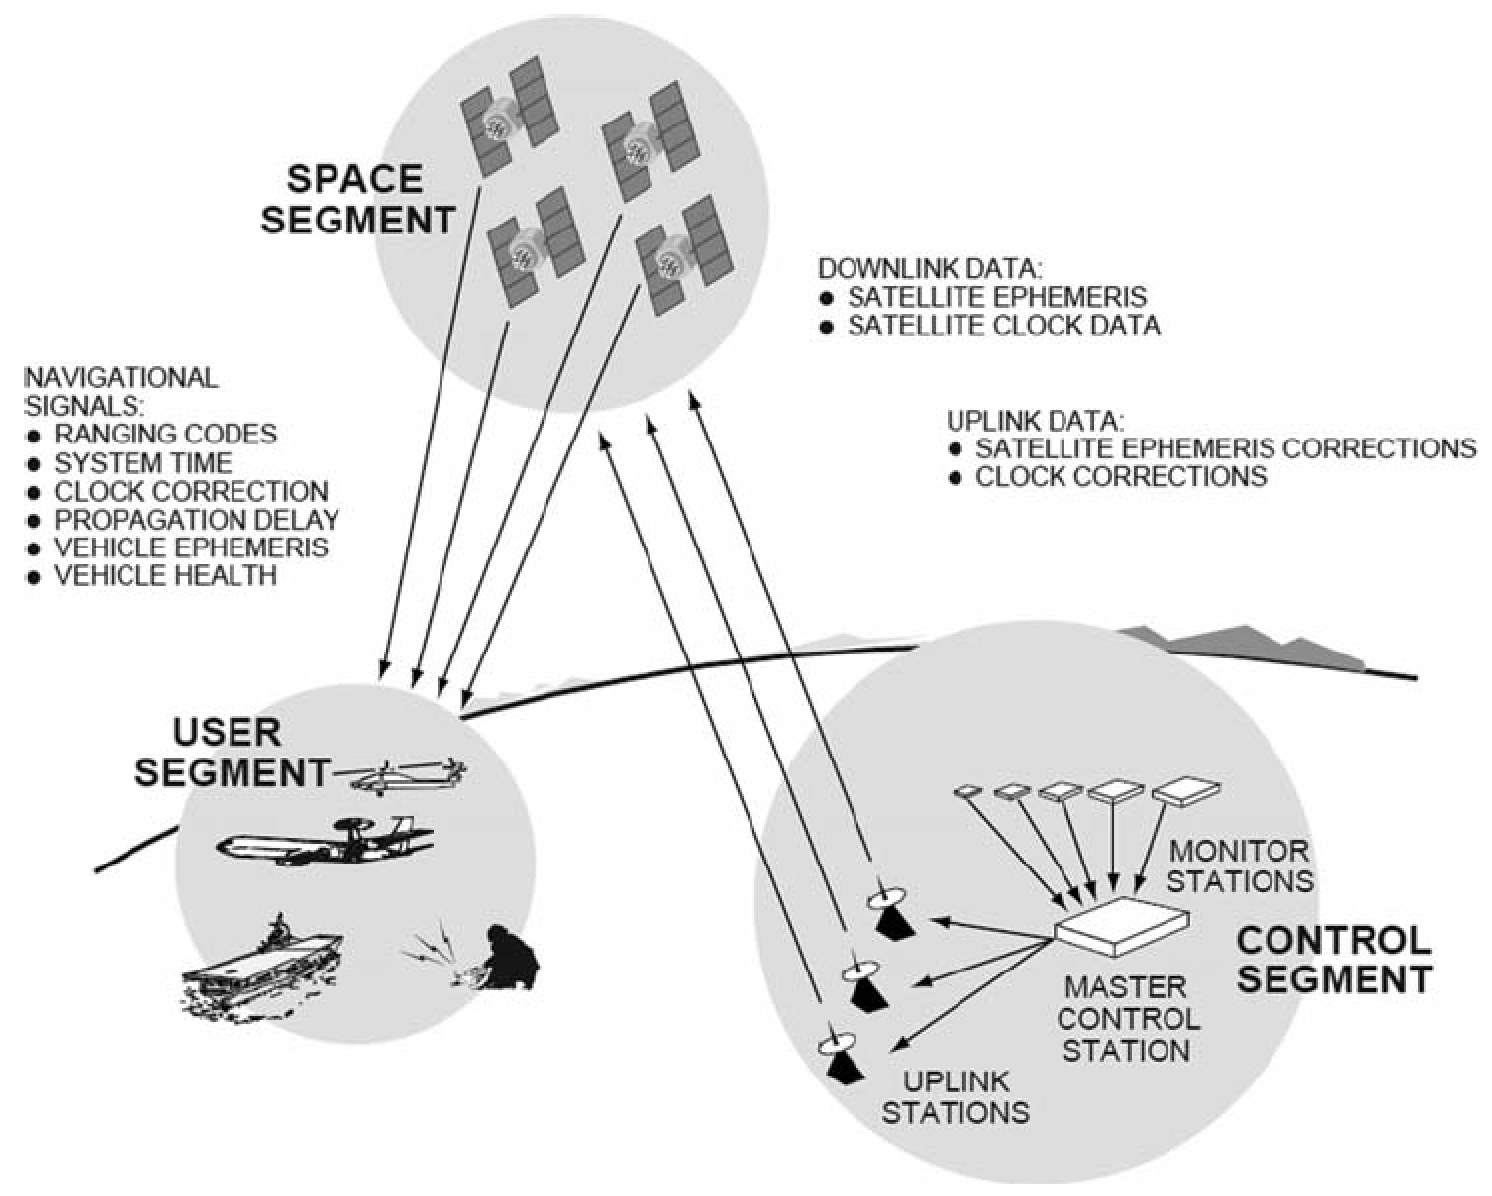 SPACE
SEGMENT
DOWNLINK DATA:
● SATELLITE EPHEMERIS
● SATELLITE CLOCK DATA
NAVIGATIONAL
SIGNALS:
● RANGING CODES
● SYSTEM TIME
● CLOCK CORRECTION
● PROPAGATION DELAY
● VEHICLE EPHEMERIS
● VEHICLE HEALTH
UPLINK DATA:
● SATELLITE EPHEMERIS CORRECTIONS
● CLOCK CORRECTIONS
USER
SEGMENT
MONITOR
STATIONS
CONTROL
SEGMENT
MASTER
CONTROL
STATION
UPLINK
STATIONS